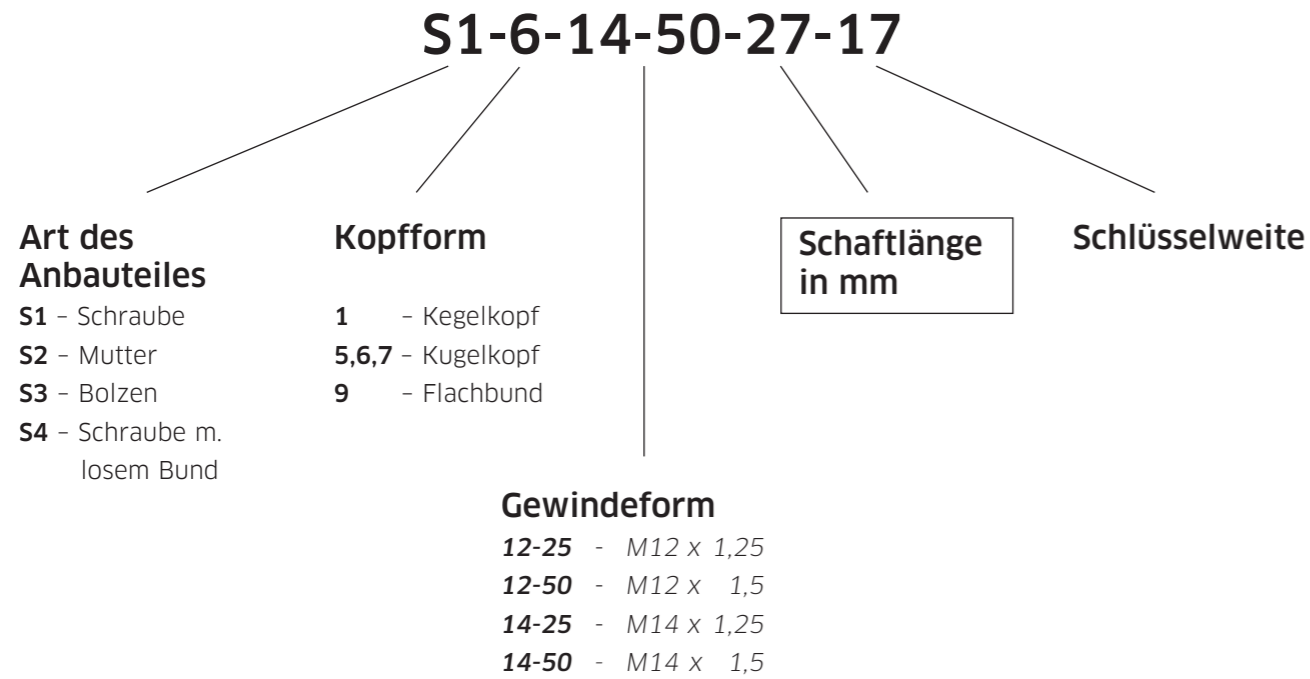 S1-6-14-50-27-17
Art des
Anbauteiles
S1 – Schraube
S2 – Mutter
S3 – Bolzen
S4 – Schraube m.
losem Bund
Kopfform
1 – Kegelkopf
5,6,7 – Kugelkopf
9 – Flachbund
Gewindeform
12-25 - M12 x 1,25
12-50 - M12 x 1,5
14-25 - M14 x 1,25
14-50 - M14 x 1,5
Schaftlänge
in mm
Schlüsselweite